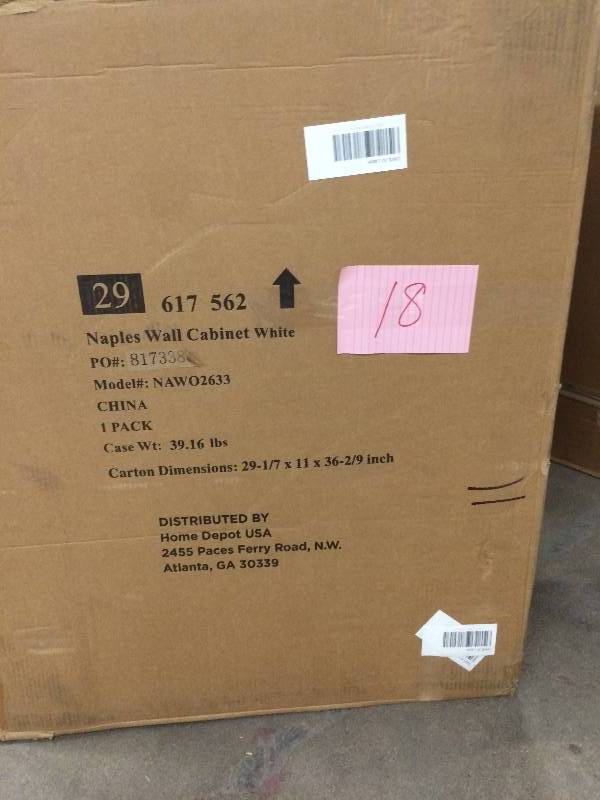 29 617 562
18
Naples Wall Cabinet White
PO#: 817338
Model#: NAWO2633
CHINA
1 PACK
Case Wt: 39.16 lbs
Carton Dimensions: 29-1/7 x 11 x 36-2/9 inch
DISTRIBUTED BY
Home Depot USA
2455 Paces Ferry Road, N.W.
Atlanta, GA 30339